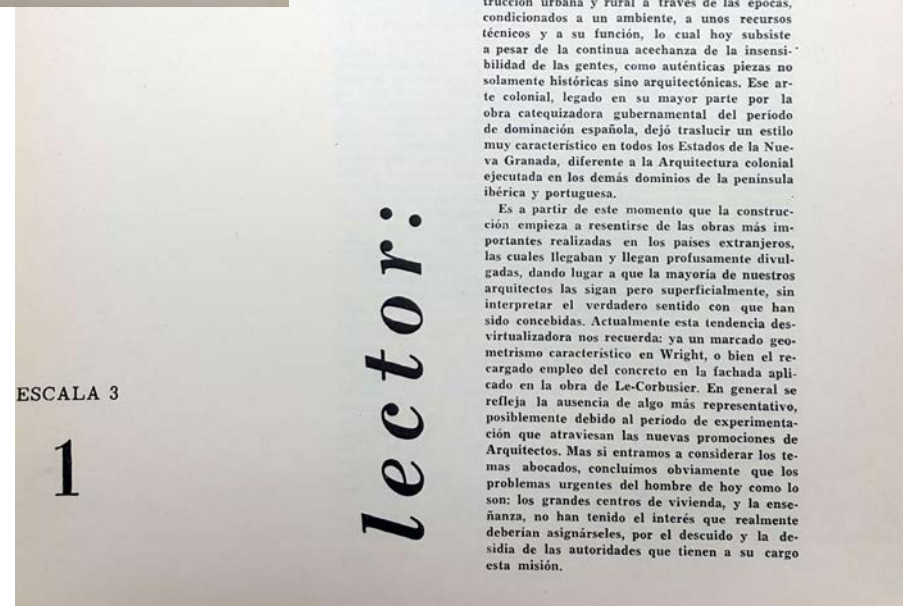 ESCALA 3
1
lector:
trucción urbana y rural a través de las épocas,
condicionados a un ambiente, a unos recursos
técnicos y a su función, lo cual hoy subsiste
a pesar de la continua acechanza de la insensi-
bilidad de las gentes, como auténticas piezas no
solamente históricas sino arquitectónicas. Ese ar-
te colonial, legado en su mayor parte por la
obra catequizadora gubernamental del período
de dominación española, dejó traslucir un estilo
muy característico en todos los Estados de la Nue-
va Granada, diferente a la Arquitectura colonial
ejecutada en los demás dominios de la península
ibérica y portuguesa.
Es a partir de este momento que la construc-
ción empieza a resentirse de las obras más im-
portantes realizadas en los países extranjeros,
las cuales llegaban y llegan profusamente divul-
gadas, dando lugar a que la mayoría de nuestros
arquitectos las sigan pero superficialmente, sin
interpretar el verdadero sentido con que han
sido concebidas. Actualmente esta tendencia des-
virtualizadora nos recuerda: ya un marcado geo-
metrismo característico en Wright, o bien el re-
cargado empleo del concreto en la fachada apli-
cado en la obra de Le-Corbusier. En general se
refleja la ausencia de algo más representativo,
posiblemente debido al período de experimenta-
ción que atraviesan las nuevas promociones de
Arquitectos. Mas si entramos a considerar los te-
mas abocados, concluímos obviamente que los
problemas urgentes del hombre de hoy como lo
son: los grandes centros de vivienda, y la ense-
ñanza, no han tenido el interés que realmente
deberían asignárseles, por el descuido y la de-
sidia de las autoridades que tienen a su cargo
esta misión.